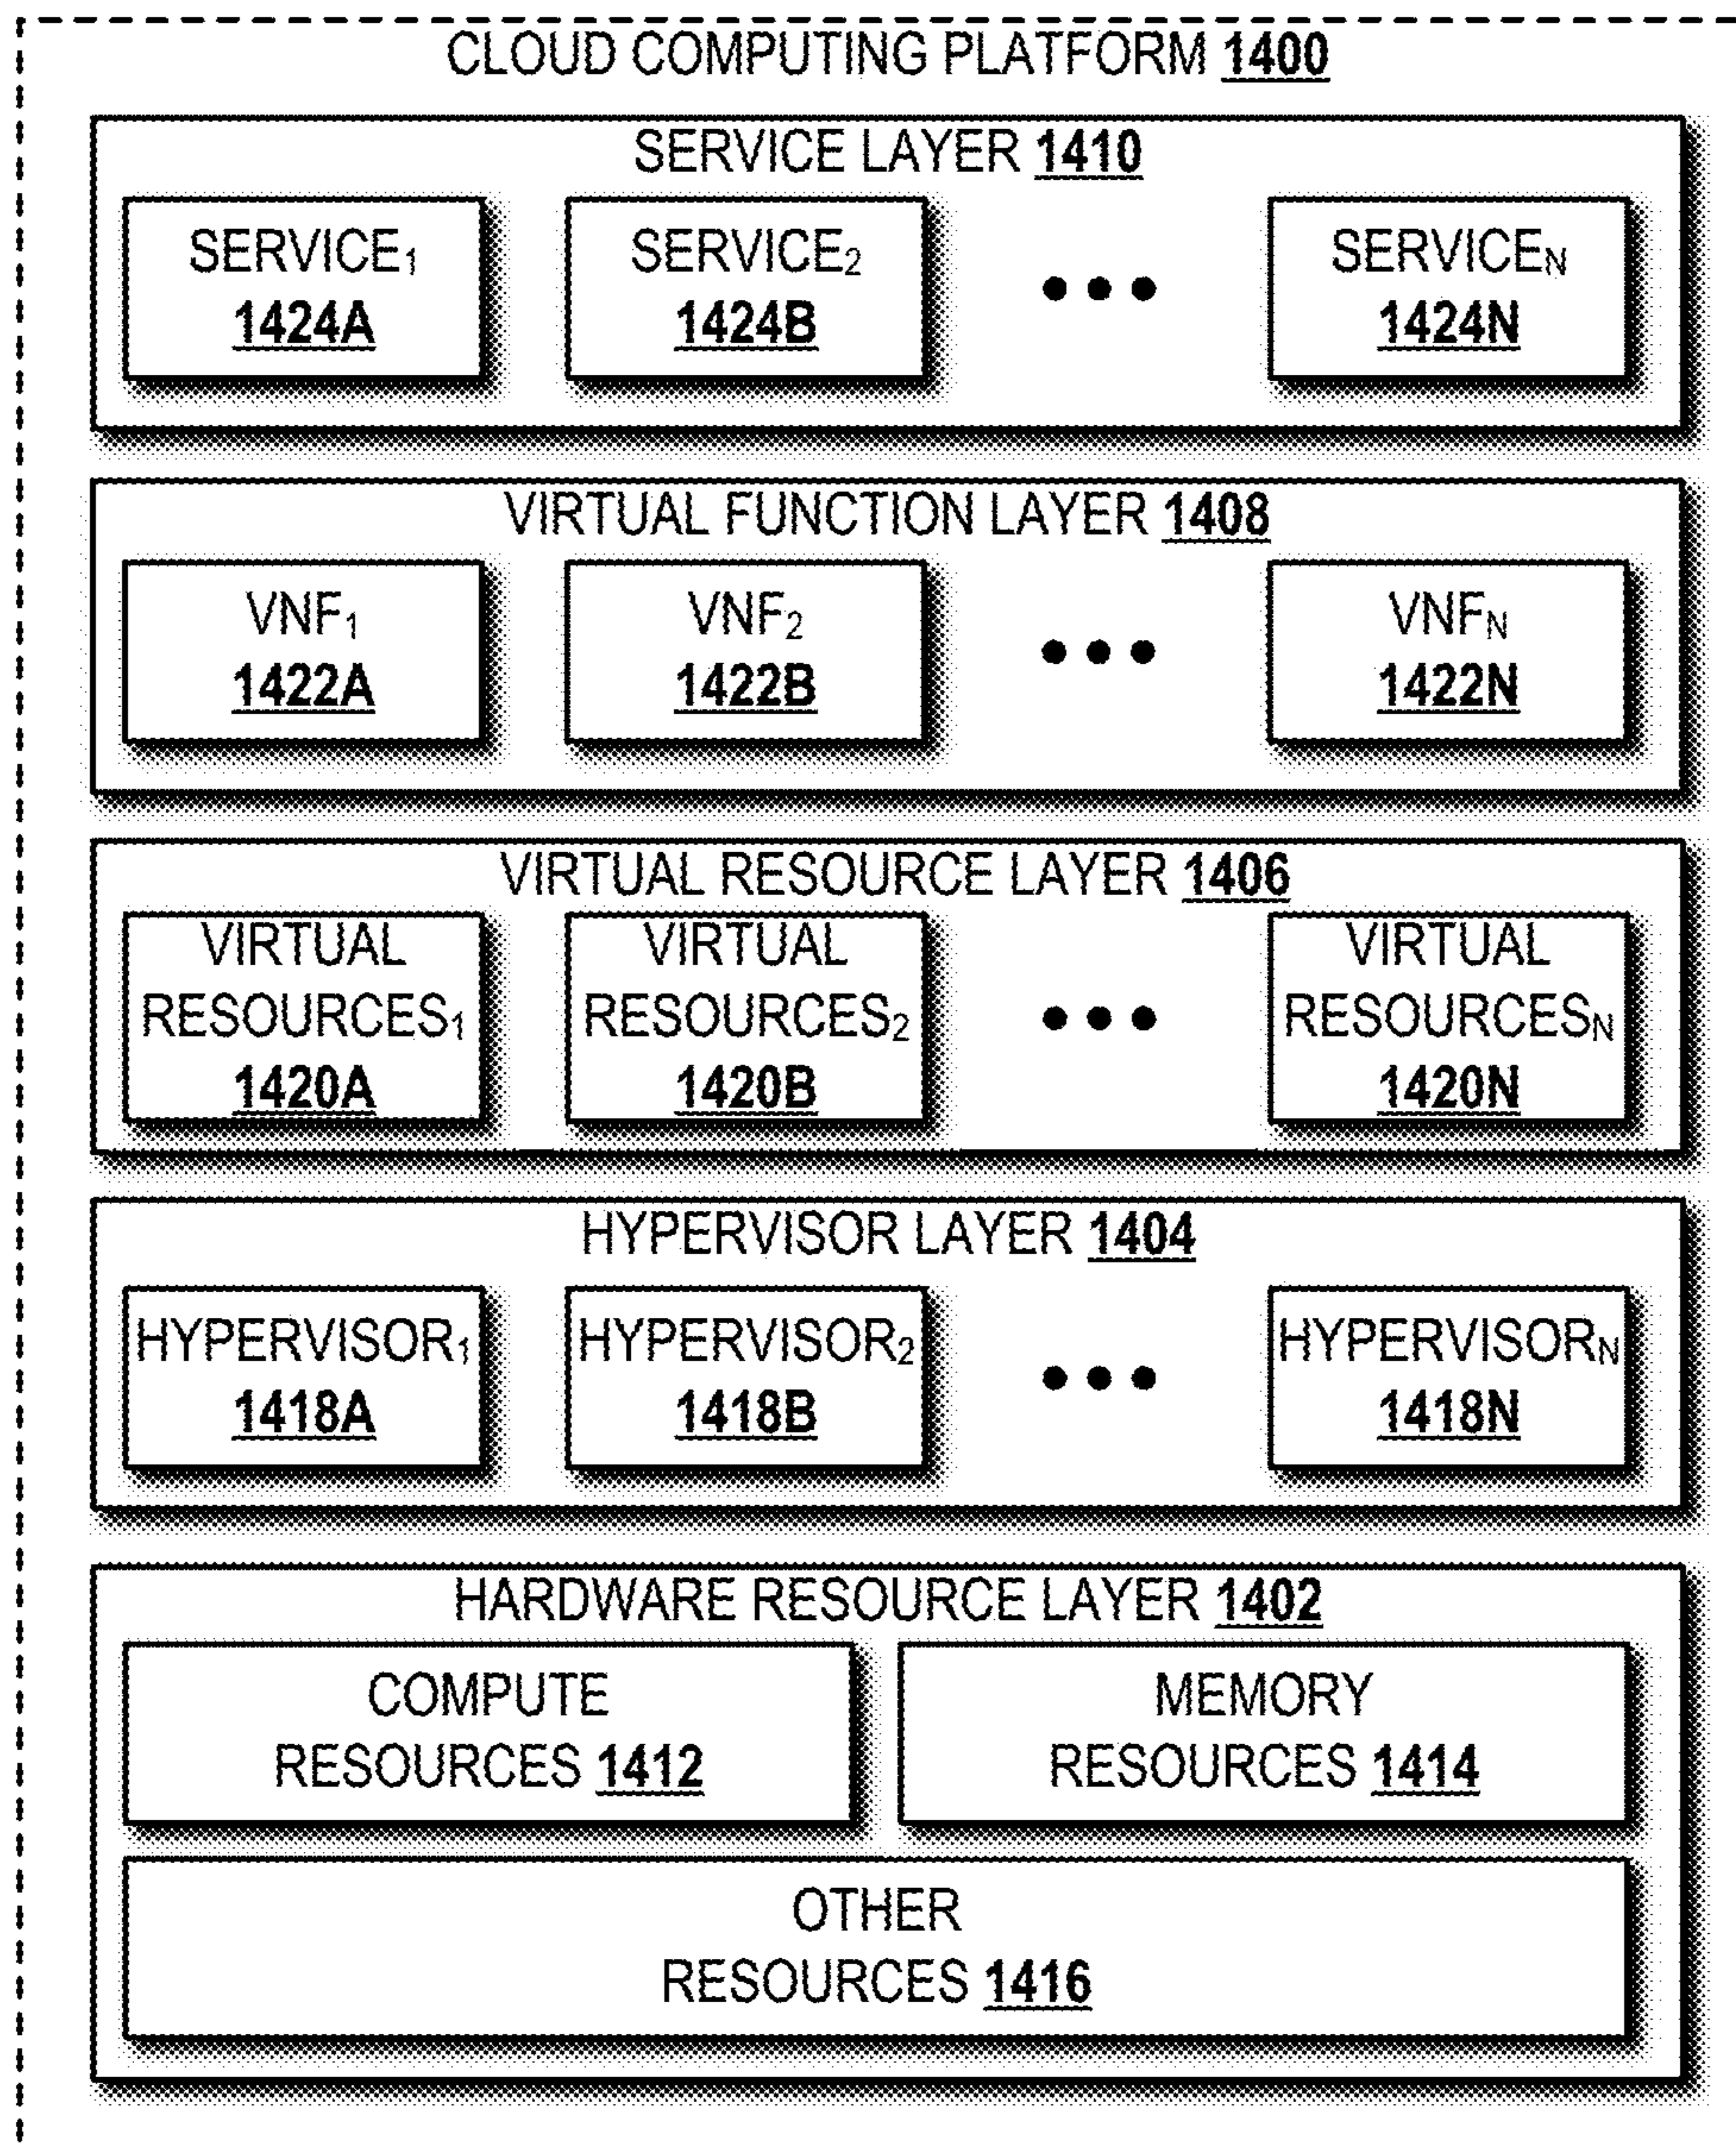 CLOUD COMPUTING PLATFORM 1400
SERVICE LAYER 1410
SERVICE₁ SERVICE₂ ••• SERVICEN
1424A 1424B 1424N
VIRTUAL FUNCTION LAYER 1408
VNF₁ VNF₂ ••• VNFN
1422A 1422B 1422N
VIRTUAL RESOURCE LAYER 1406
VIRTUAL VIRTUAL VIRTUAL
RESOURCES₁ RESOURCES₂ ••• RESOURCESN
1420A 1420B 1420N
HYPERVISOR LAYER 1404
HYPERVISOR₁ HYPERVISOR₂ ••• HYPERVISORN
1418A 1418B 1418N
HARDWARE RESOURCE LAYER 1402
COMPUTE MEMORY
RESOURCES 1412 RESOURCES 1414
OTHER
RESOURCES 1416